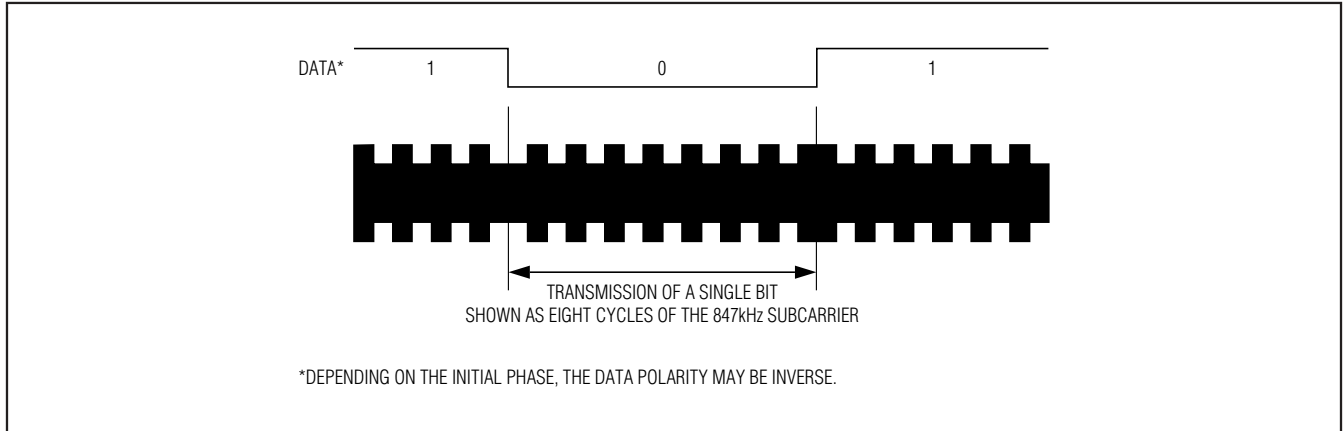 DATA* 1 0 1
TRANSMISSION OF A SINGLE BIT
SHOWN AS EIGHT CYCLES OF THE 847kHz SUBCARRIER
*DEPENDING ON THE INITIAL PHASE, THE DATA POLARITY MAY BE INVERSE.